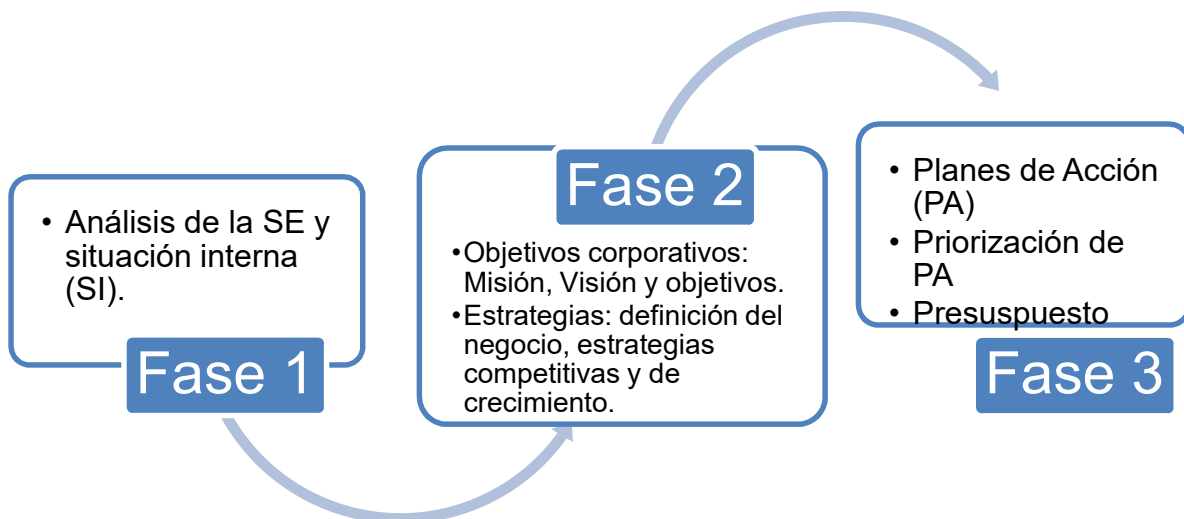 • Análisis de la SE y
situación interna
(SI).
Fase 1
Fase 2
•Objetivos corporativos:
Misión, Visión y objetivos.
•Estrategias: definición del
negocio, estrategias
competitivas y de
crecimiento.
• Planes de Acción
(PA)
• Priorización de
PA
• Presuspuesto
Fase 3